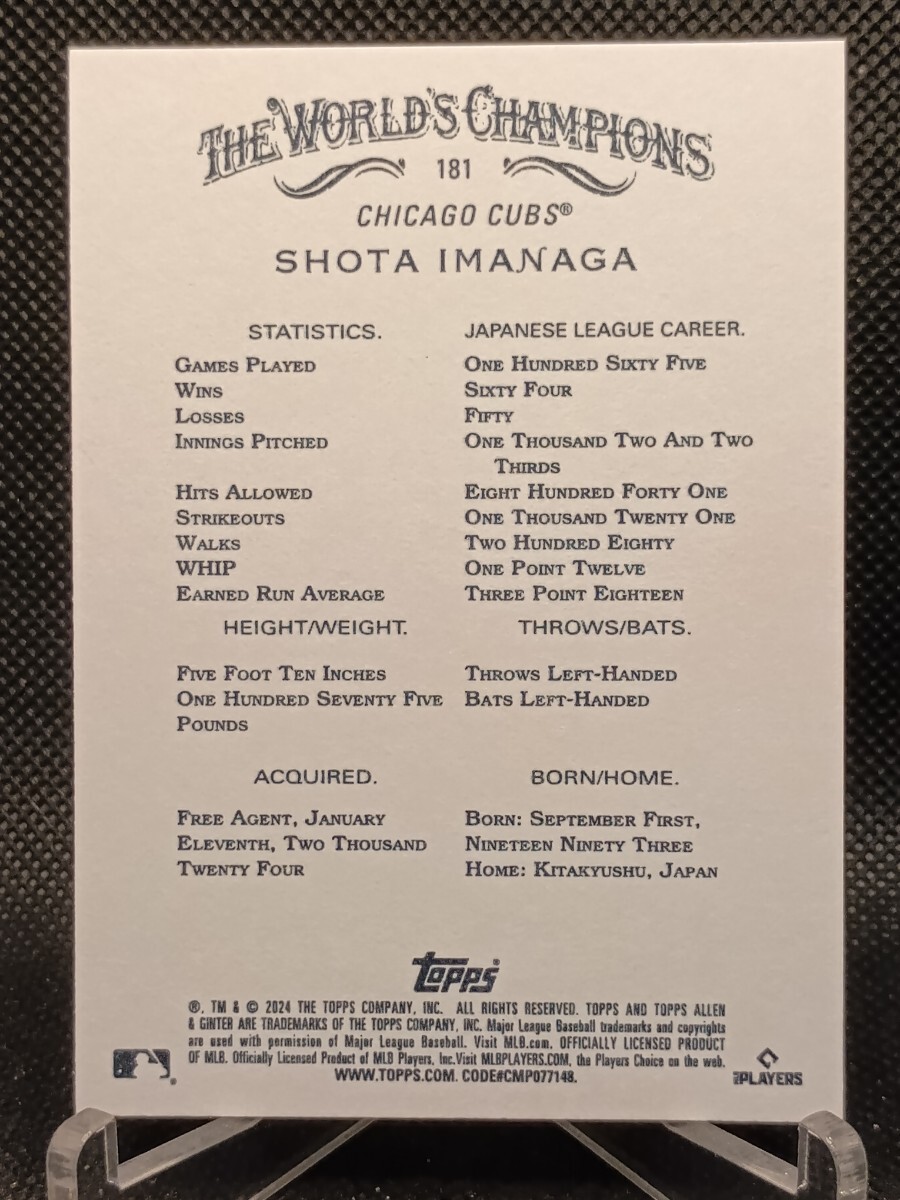 THE WORLD'S CHAMPIONS
181
CHICAGO CUBS®
SHOTA IMANAGA
STATISTICS. JAPANESE LEAGUE CAREER.
GAMES PLAYED ONE HUNDRED SIXTY FIVE
WINS SIXTY FOUR
LOSSES FIFTY
INNINGS PITCHED ONE THOUSAND TWO AND TWO
THIRDS
HITS ALLOWED EIGHT HUNDRED FORTY ONE
STRIKEOUTS ONE THOUSAND TWENTY ONE
WALKS TWO HUNDRED EIGHTY
WHIP ONE POINT TWELVE
EARNED RUN AVERAGE THREE POINT EIGHTEEN
HEIGHT/WEIGHT. THROWS/BATS.
FIVE FOOT TEN INCHES THROWS LEFT-HANDED
ONE HUNDRED SEVENTY FIVE BATS LEFT-HANDED
POUNDS
ACQUIRED. BORN/HOME.
FREE AGENT, JANUARY BORN: SEPTEMBER FIRST,
ELEVENTH, TWO THOUSAND NINETEEN NINETY THREE
TWENTY FOUR HOME: KITAKYUSHU, JAPAN
Topps®
®, TM & © 2024 THE TOPPS COMPANY, INC. ALL RIGHTS RESERVED. TOPPS AND TOPPS ALLEN
& GINTER ARE TRADEMARKS OF THE TOPPS COMPANY, INC. Major League Baseball trademarks and copyrights
are used with permission of Major League Baseball. Visit MLB.com. OFFICIALLY LICENSED PRODUCT
OF MLB. Officially Licensed Product of MLB Players, Inc.Visit MLBPLAYERS.COM, the Players Choice on the web.
WWW.TOPPS.COM. CODE#CMP077148.
MLBPLAYERS